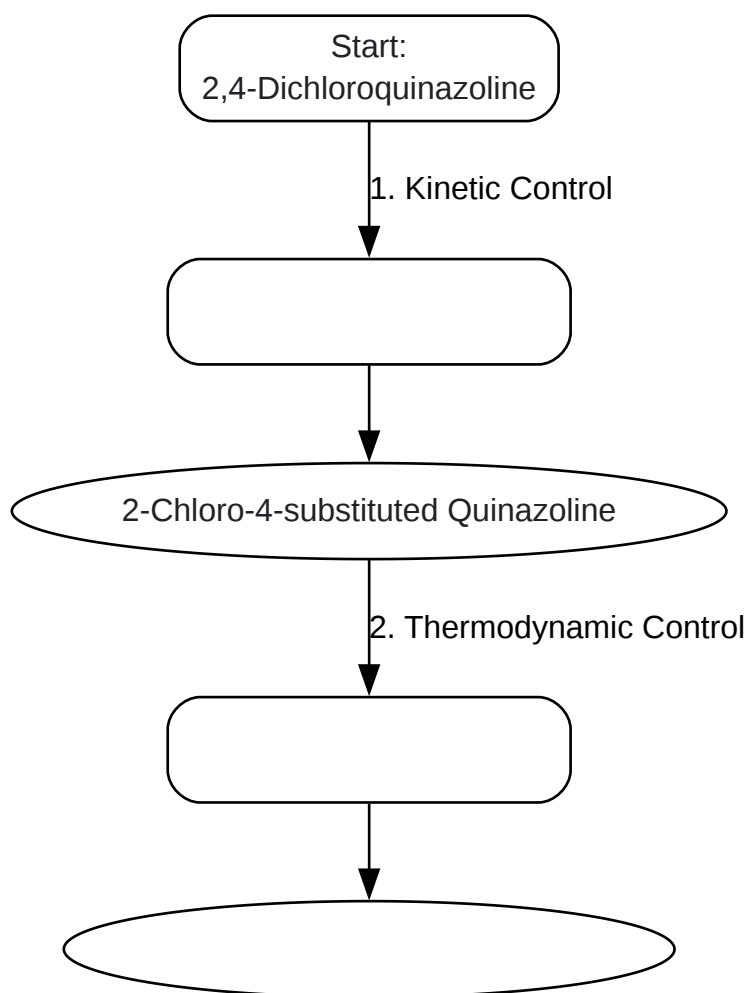 Start:
2,4-Dichloroquinazoline
1. Kinetic Control
2-Chloro-4-substituted Quinazoline
2. Thermodynamic Control